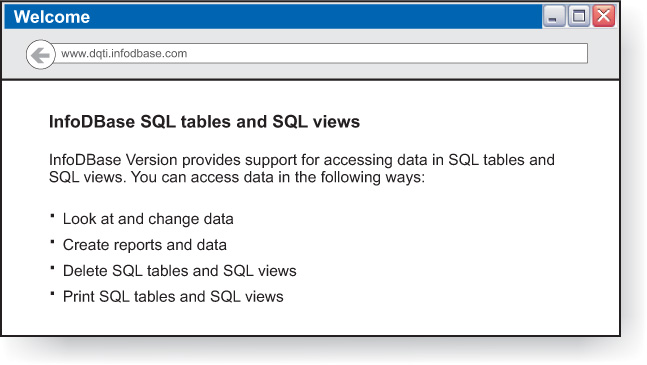 Welcome
www.dqti.infodbase.com
InfoDBase SQL tables and SQL views
InfoDBase Version provides support for accessing data in SQL tables and
SQL views. You can access data in the following ways:
▪ Look at and change data
▪ Create reports and data
▪ Delete SQL tables and SQL views
▪ Print SQL tables and SQL views